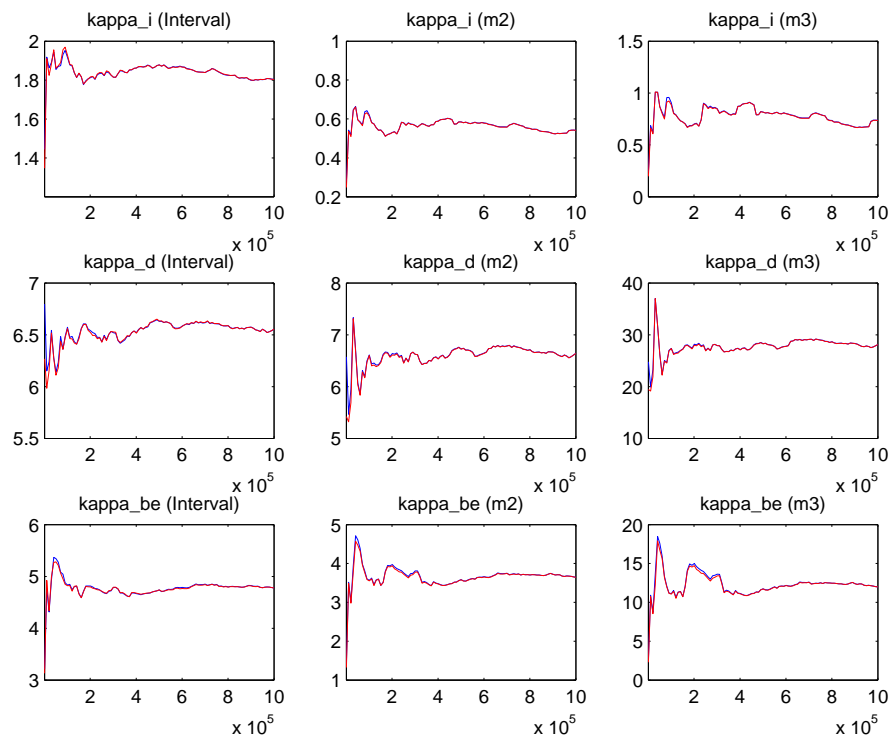 kappa_i (Interval)
kappa_i (m2)
kappa_i (m3)
2
1.8
1.6
1.4
2 4 6 8 10
x 10^5
1
0.8
0.6
0.4
0.2
2 4 6 8 10
x 10^5
1.5
1
0.5
0
2 4 6 8 10
x 10^5
kappa_d (Interval)
kappa_d (m2)
kappa_d (m3)
7
6.5
6
5.5
2 4 6 8 10
x 10^5
8
7
6
5
4
2 4 6 8 10
x 10^5
40
30
20
10
2 4 6 8 10
x 10^5
kappa_be (Interval)
kappa_be (m2)
kappa_be (m3)
6
5
4
3
2 4 6 8 10
x 10^5
5
4
3
2
1
2 4 6 8 10
x 10^5
20
15
10
5
0
2 4 6 8 10
x 10^5